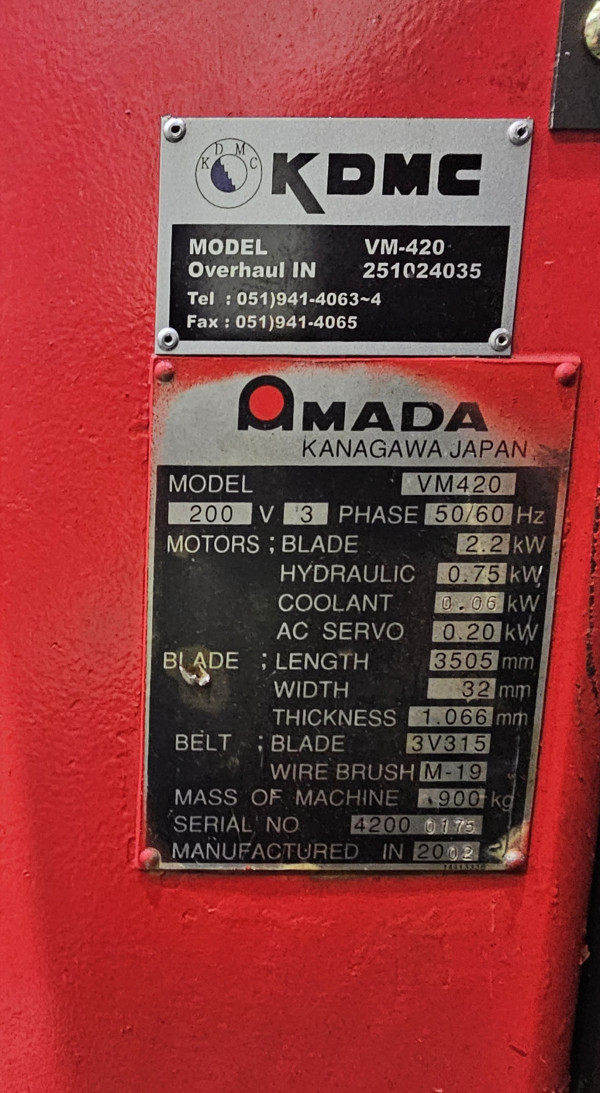 K D M C KDMC
MODEL VM-420
Overhaul IN 251024035
Tel : 051)941-4063~4
Fax : 051)941-4065
AMADA
KANAGAWA JAPAN
MODEL VM420
200 V 3 PHASE 50/60 Hz
MOTORS ; BLADE 2.2 kW
HYDRAULIC 0.75 kW
COOLANT 0.06 kW
AC SERVO 0.20 kW
BLADE ; LENGTH 3505 mm
WIDTH 32 mm
THICKNESS 1.066 mm
BELT ; BLADE 3V315
WIRE BRUSH M-19
MASS OF MACHINE 900 kg
SERIAL NO 4200 0175
MANUFACTURED IN 2002